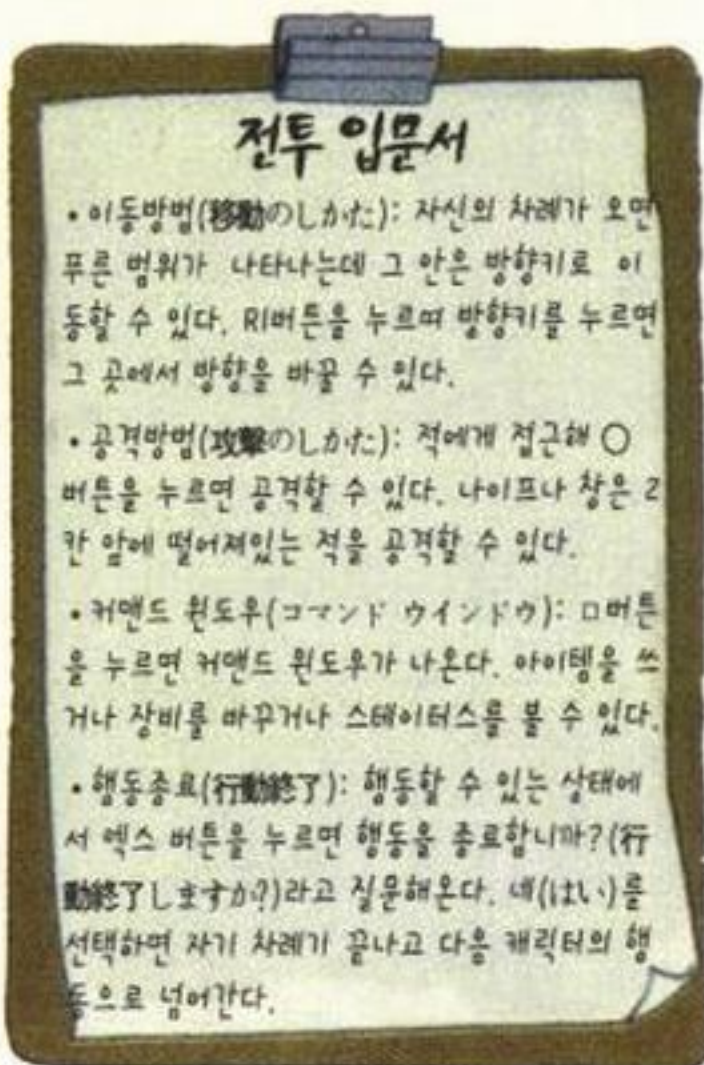 전투 입문서
• 이동방법(移動のしかた): 자신의 차례가 오면
푸른 범위가 나타나는데 그 안은 방향키로 이
동할 수 있다. R1버튼을 누르며 방향키를 누르면
그 곳에서 방향을 바꿀 수 있다.
• 공격방법(攻撃のしかた): 적에게 접근해 ○
버튼을 누르면 공격할 수 있다. 나이프나 창은 2
칸 앞에 떨어져있는 적을 공격할 수 있다.
• 커맨드 윈도우(コマンド ウインドウ): □버튼
을 누르면 커맨드 윈도우가 나온다. 아이템을 쓰
거나 장비를 바꾸거나 스테이터스를 볼 수 있다.
• 행동종료(行動終了): 행동할 수 있는 상태에
서 엑스 버튼을 누르면 행동을 종료합니까?(行
動終了しますか?)라고 질문해온다. 네(はい)를
선택하면 자기 차례가 끝나고 다음 캐릭터의 행
동으로 넘어간다.